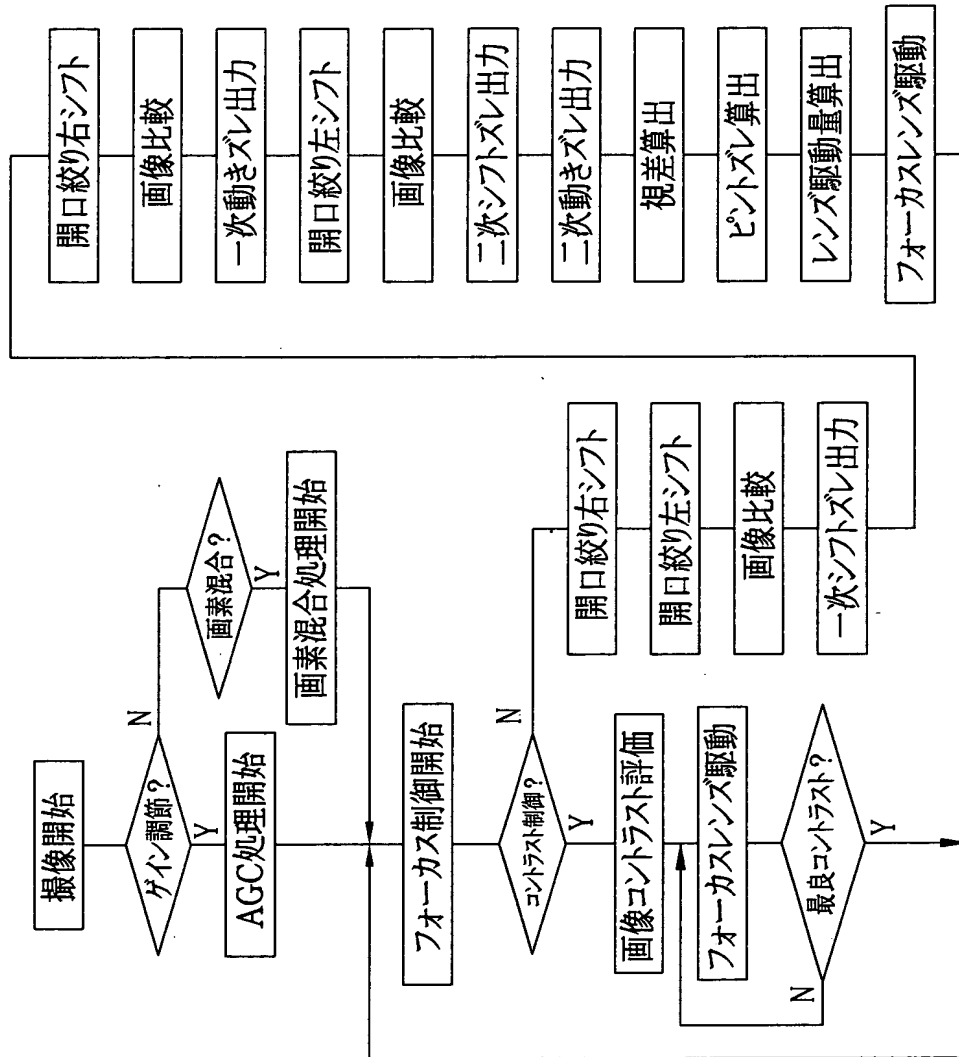 撮像開始
ゲイン調節?
N
Y
画素混合?
Y
AGC処理開始
画素混合処理開始
フォーカス制御開始
コントラスト制御?
N
Y
画像コントラスト評価
フォーカスレンズ駆動
最良コントラスト?
N
Y
開口絞り右シフト
開口絞り左シフト
画像比較
一次シフトズレ出力
開口絞り右シフト
画像比較
一次動きズレ出力
開口絞り左シフト
画像比較
二次シフトズレ出力
二次動きズレ出力
視差算出
ピントズレ算出
レンズ駆動量算出
フォーカスレンズ駆動